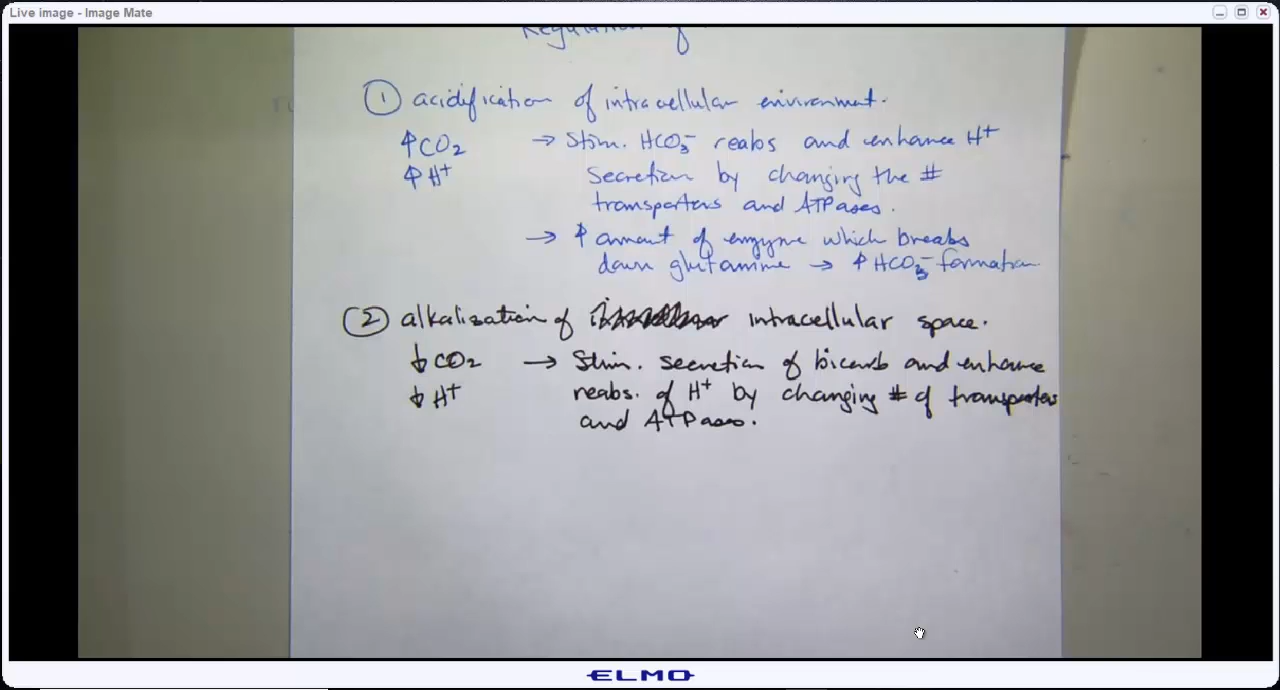 Live image - Image Mate
Regulation of
① acidification of intracellular environment.
↑CO₂ → Stim. HCO₃⁻ reabs and enhance H⁺
↑H⁺ secretion by changing the #
transporters and ATPases.
→ ↑ amount of enzyme which breaks
down glutamine → ↑ HCO₃⁻ formation
② alkalization of intracellular space.
↓CO₂ → Stim. secretion of bicarb and enhance
↓H⁺ reabs. of H⁺ by changing # of transporters
and ATPases.
ELMO